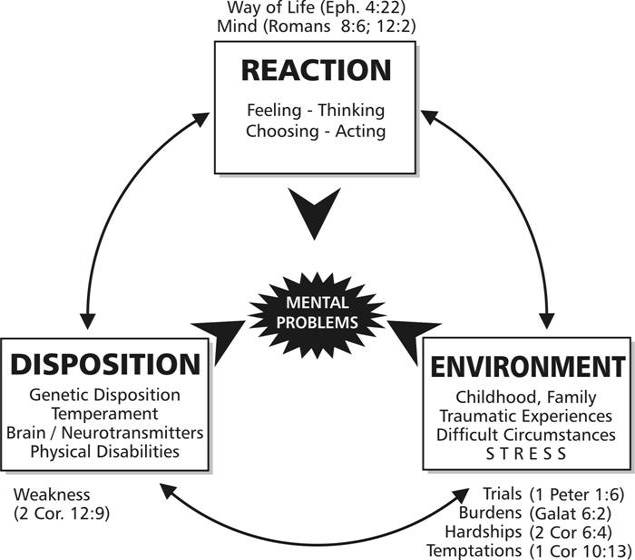 Way of Life (Eph. 4:22)
Mind (Romans 8:6; 12:2)
REACTION
Feeling - Thinking
Choosing - Acting
MENTAL
PROBLEMS
DISPOSITION
Genetic Disposition
Temperament
Brain / Neurotransmitters
Physical Disabilities
Weakness
(2 Cor. 12:9)
ENVIRONMENT
Childhood, Family
Traumatic Experiences
Difficult Circumstances
S T R E S S
Trials (1 Peter 1:6)
Burdens (Galat 6:2)
Hardships (2 Cor 6:4)
Temptations (1 Cor 10:13)